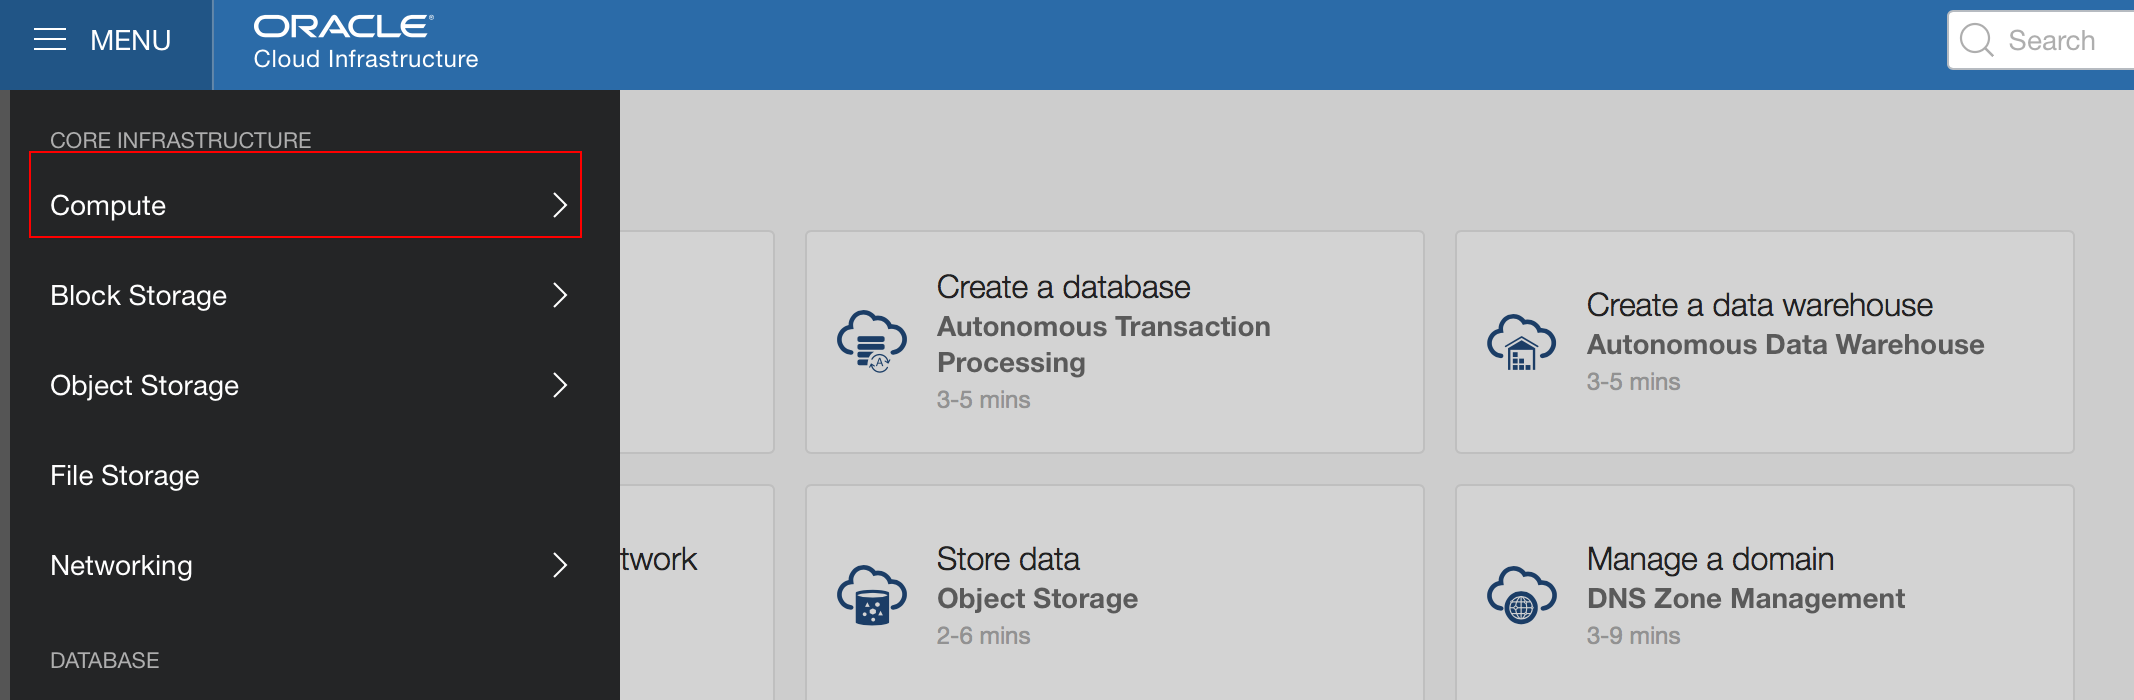 MENU
ORACLE®
Cloud Infrastructure
Search
CORE INFRASTRUCTURE
Compute
Block Storage
Object Storage
File Storage
Networking
DATABASE
Create a database
Autonomous Transaction
Processing
3-5 mins
Create a data warehouse
Autonomous Data Warehouse
3-5 mins
twork
Store data
Object Storage
2-6 mins
Manage a domain
DNS Zone Management
3-9 mins